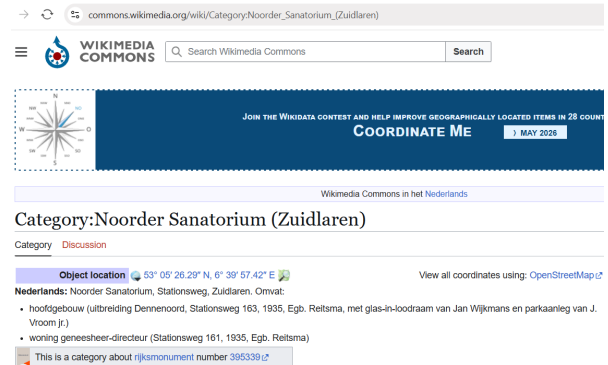 commons.wikimedia.org/wiki/Category:Noorder_Sanatorium_(Zuidlaren)
WIKIMEDIA
COMMONS
Search Wikimedia Commons
Search
N
W
O
S
JOIN THE WIKIDATA CONTEST AND HELP IMPROVE GEOGRAPHICALLY LOCATED ITEMS IN 28 COUNT
COORDINATE ME
› MAY 2026
Wikimedia Commons in het Nederlands
Category:Noorder Sanatorium (Zuidlaren)
Category Discussion
Object location 53° 05′ 26.29″ N, 6° 39′ 57.42″ E
View all coordinates using: OpenStreetMap
Nederlands: Noorder Sanatorium, Stationsweg, Zuidlaren. Omvat:
• hoofdgebouw (uitbreiding Dennenoord, Stationsweg 163, 1935, Egb. Reitsma, met glas-in-loodraam van Jan Wijkmans en parkaanleg van J.
Vroom jr.)
• woning geneesheer-directeur (Stationsweg 161, 1935, Egb. Reitsma)
This is a category about rijksmonument number 395339